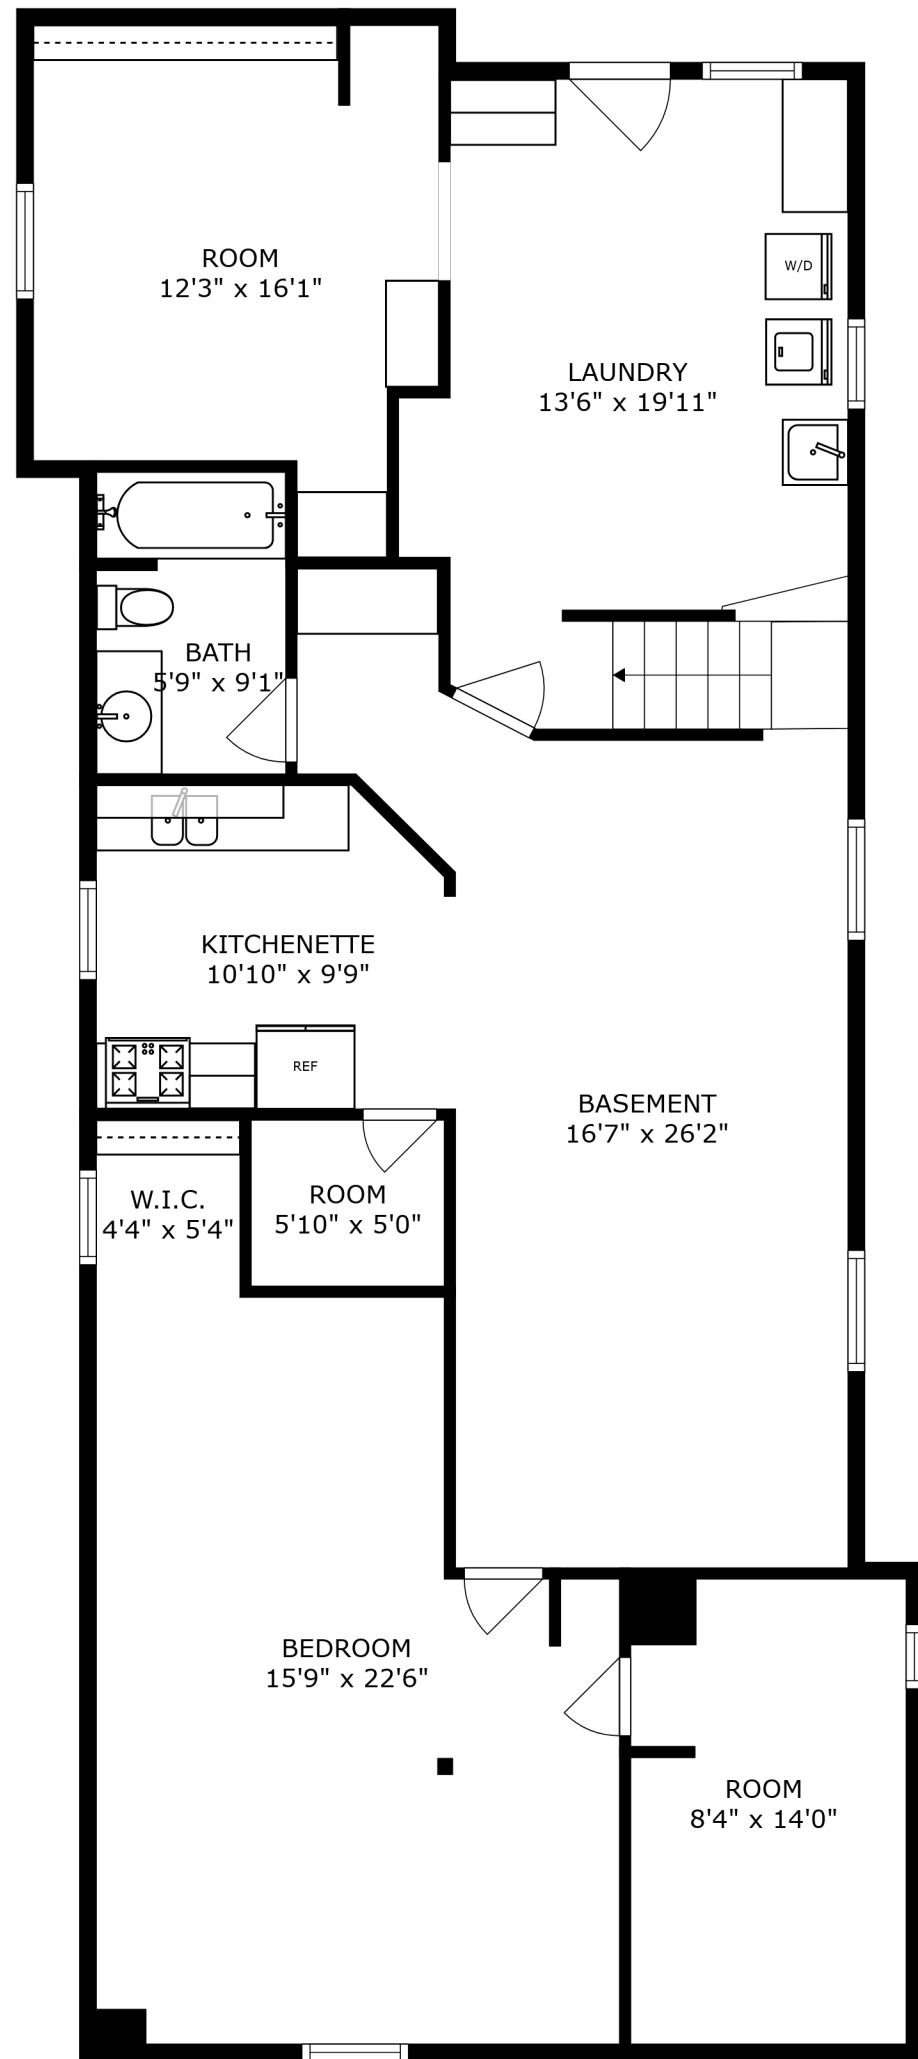 ROOM
12'3" x 16'1"
W/D
LAUNDRY
13'6" x 19'11"
BATH
5'9" x 9'1"
KITCHENETTE
10'10" x 9'9"
REF
BASEMENT
16'7" x 26'2"
W.I.C.
4'4" x 5'4"
ROOM
5'10" x 5'0"
BEDROOM
15'9" x 22'6"
ROOM
8'4" x 14'0"